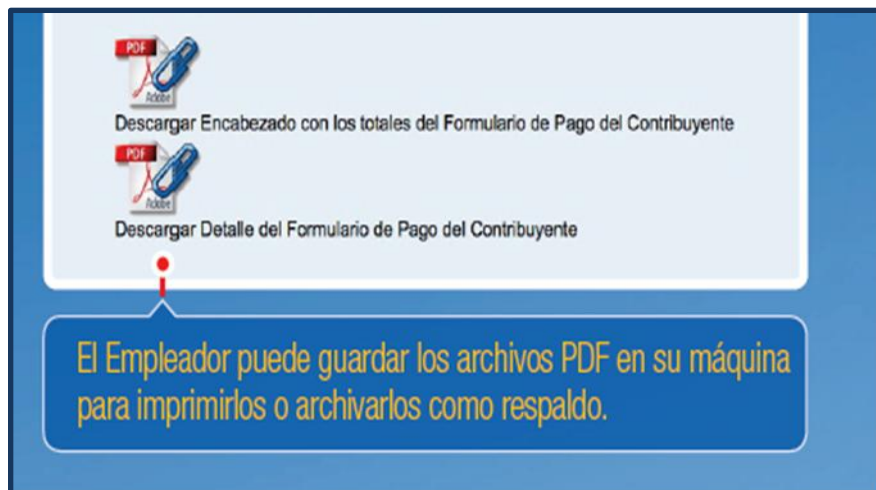 PDF
Adobe
Descargar Encabezado con los totales del Formulario de Pago del Contribuyente
PDF
Adobe
Descargar Detalle del Formulario de Pago del Contribuyente
El Empleador puede guardar los archivos PDF en su máquina
para imprimirlos o archivarlos como respaldo.